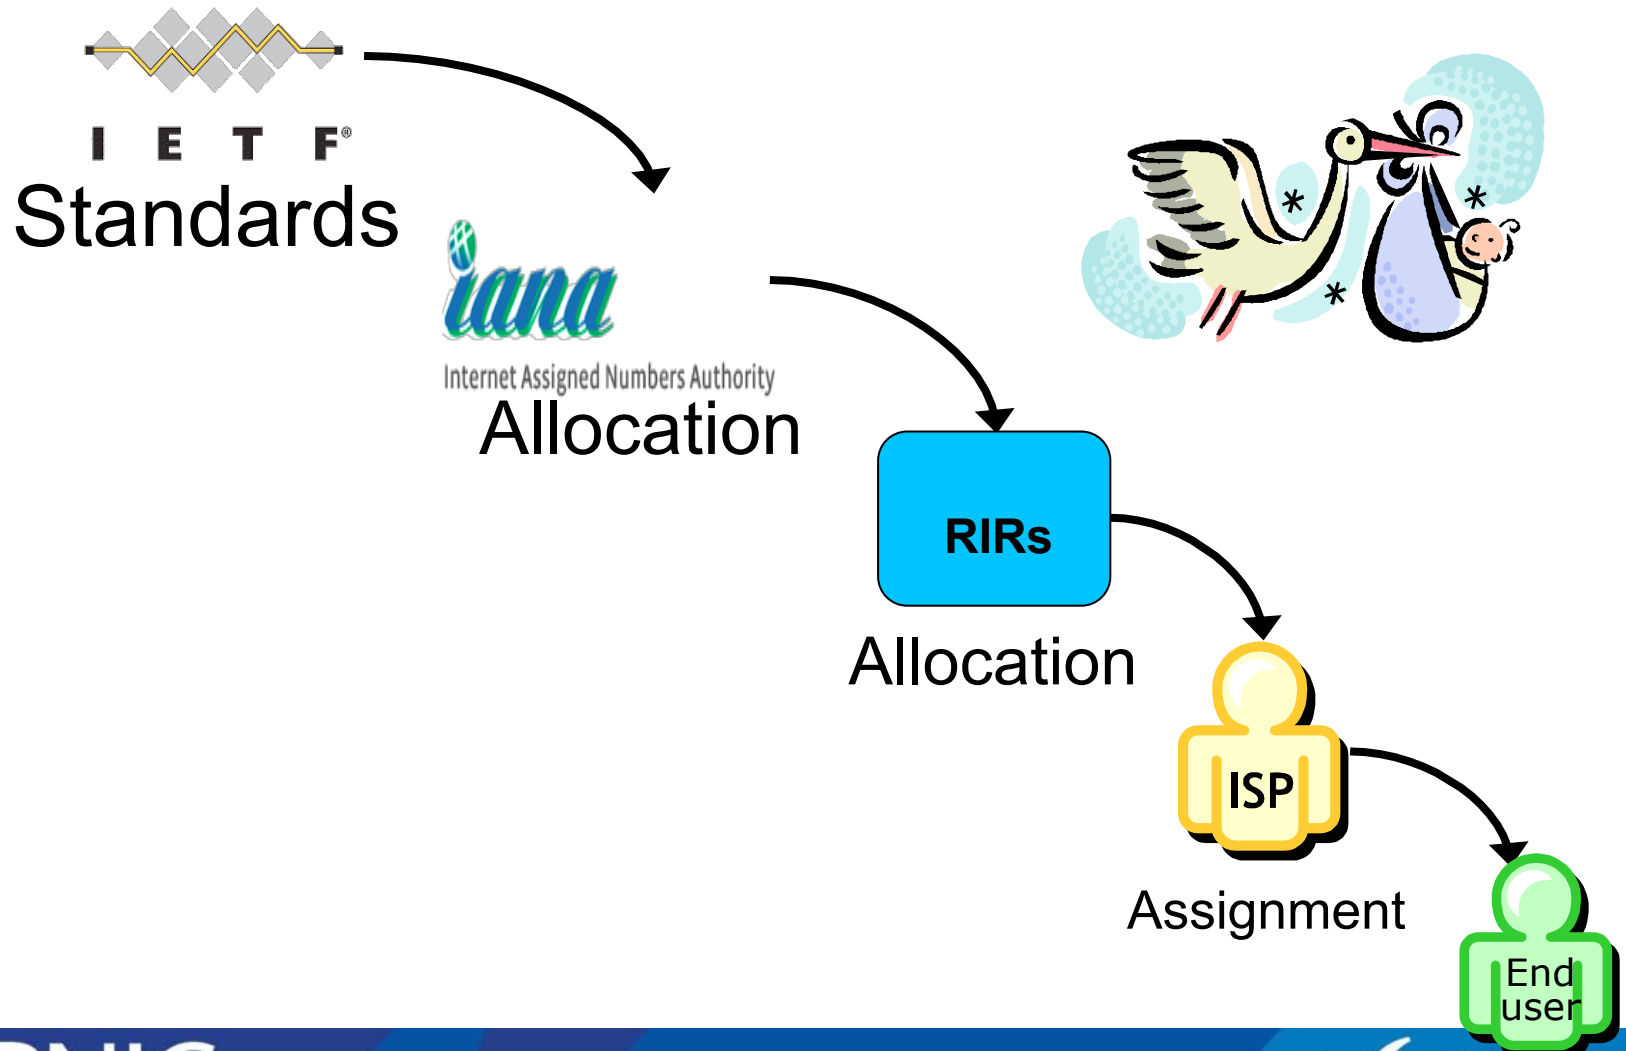 I E T F®
Standards
iana
Internet Assigned Numbers Authority
Allocation
RIRs
Allocation
ISP
Assignment
End
user